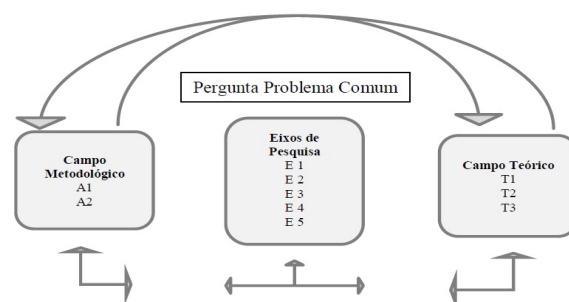 Pergunta Problema Comum
Campo
Metodológico
A1
A2
Eixos de
Pesquisa
E 1
E 2
E 3
E 4
E 5
Campo Teórico
T1
T2
T3